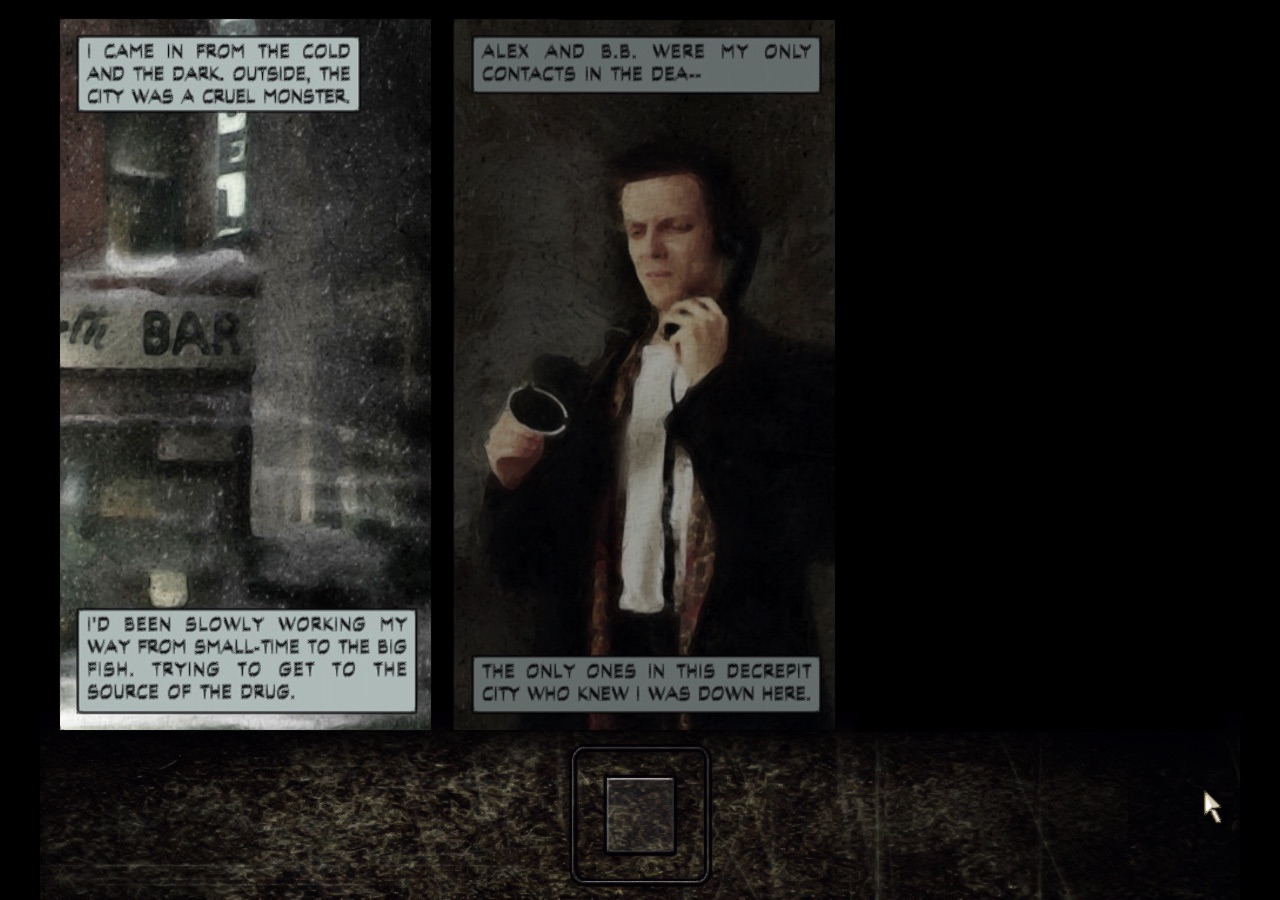 I CAME IN FROM THE COLD
AND THE DARK. OUTSIDE, THE
CITY WAS A CRUEL MONSTER.
BAR
I'D BEEN SLOWLY WORKING MY
WAY FROM SMALL-TIME TO THE BIG
FISH. TRYING TO GET TO THE
SOURCE OF THE DRUG.
ALEX AND B.B. WERE MY ONLY
CONTACTS IN THE DEA--
THE ONLY ONES IN THIS DECREPIT
CITY WHO KNEW I WAS DOWN HERE.